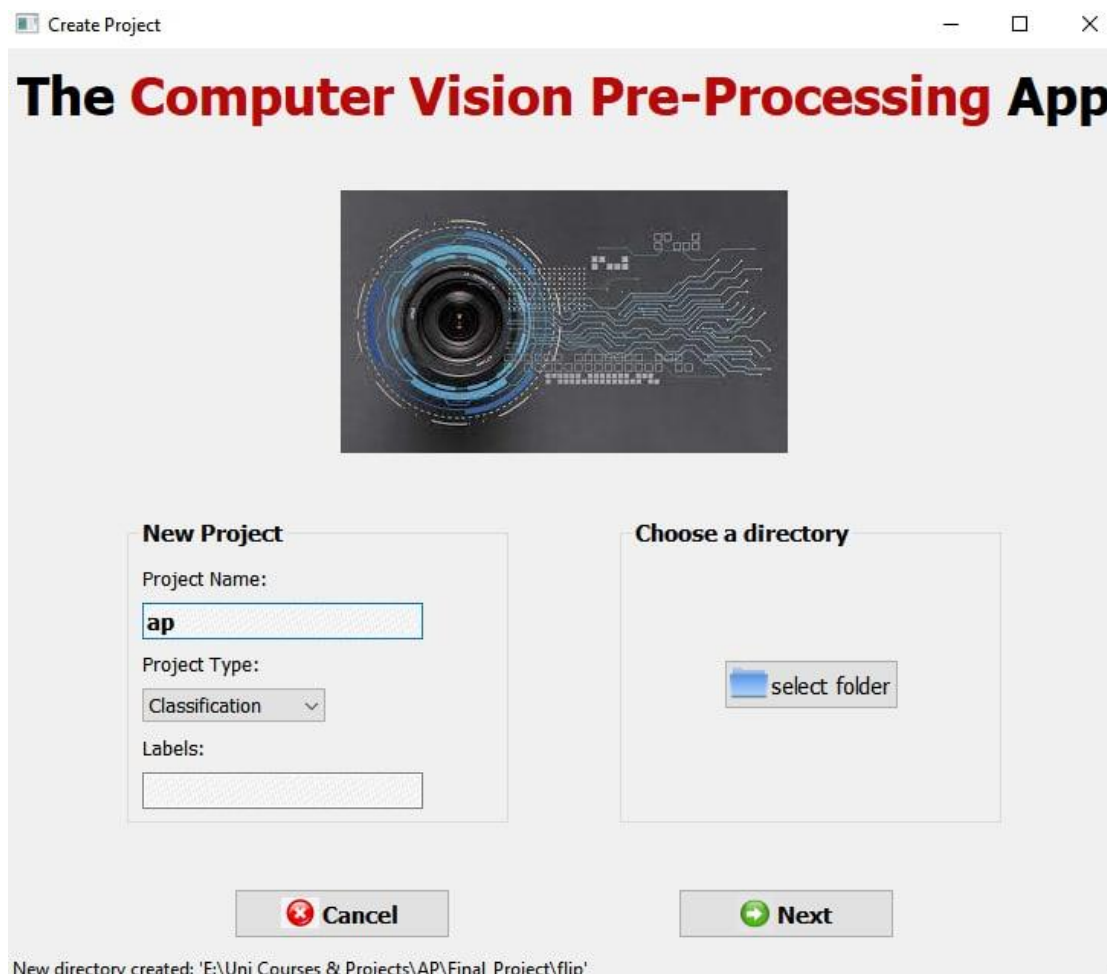 Create Project
The Computer Vision Pre-Processing App
New Project
Project Name:
ap
Project Type:
Classification
Labels:
Choose a directory
select folder
Cancel
Next
New directory created: 'E:\Uni Courses & Projects\AP\Final_Project\flip'